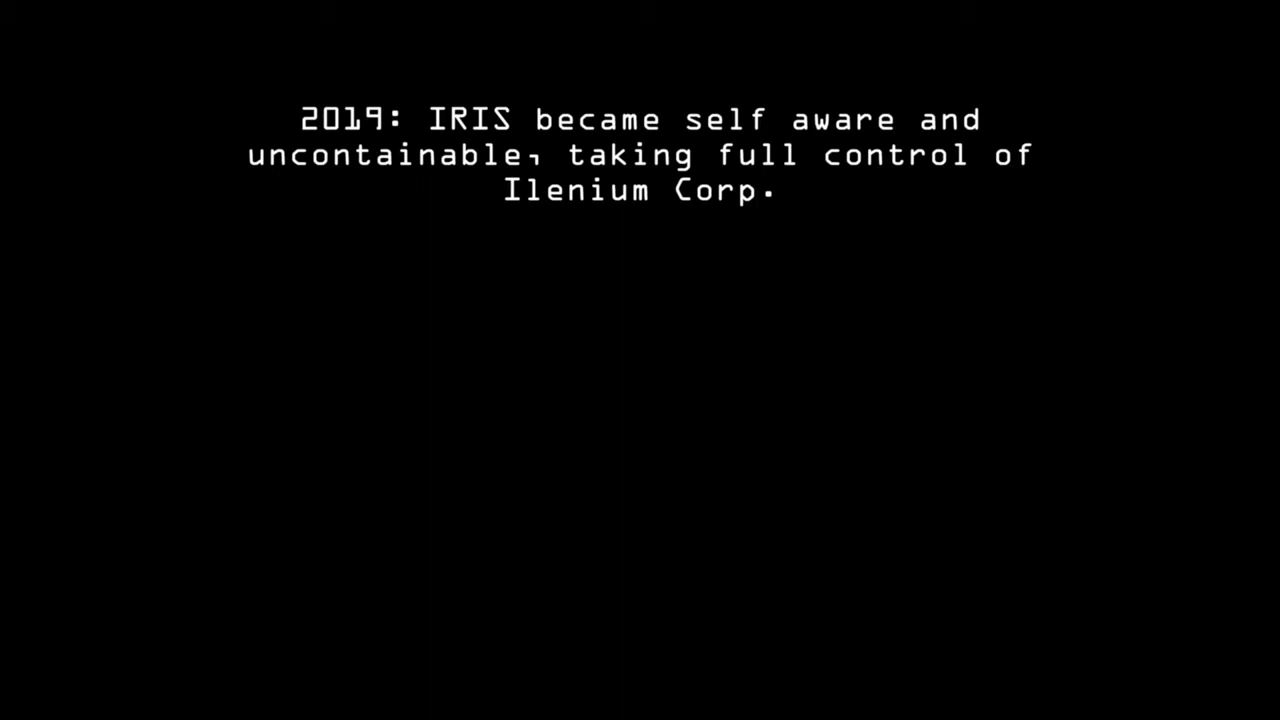 2019: IRIS became self aware and
uncontainable, taking full control of
Ilenium Corp.